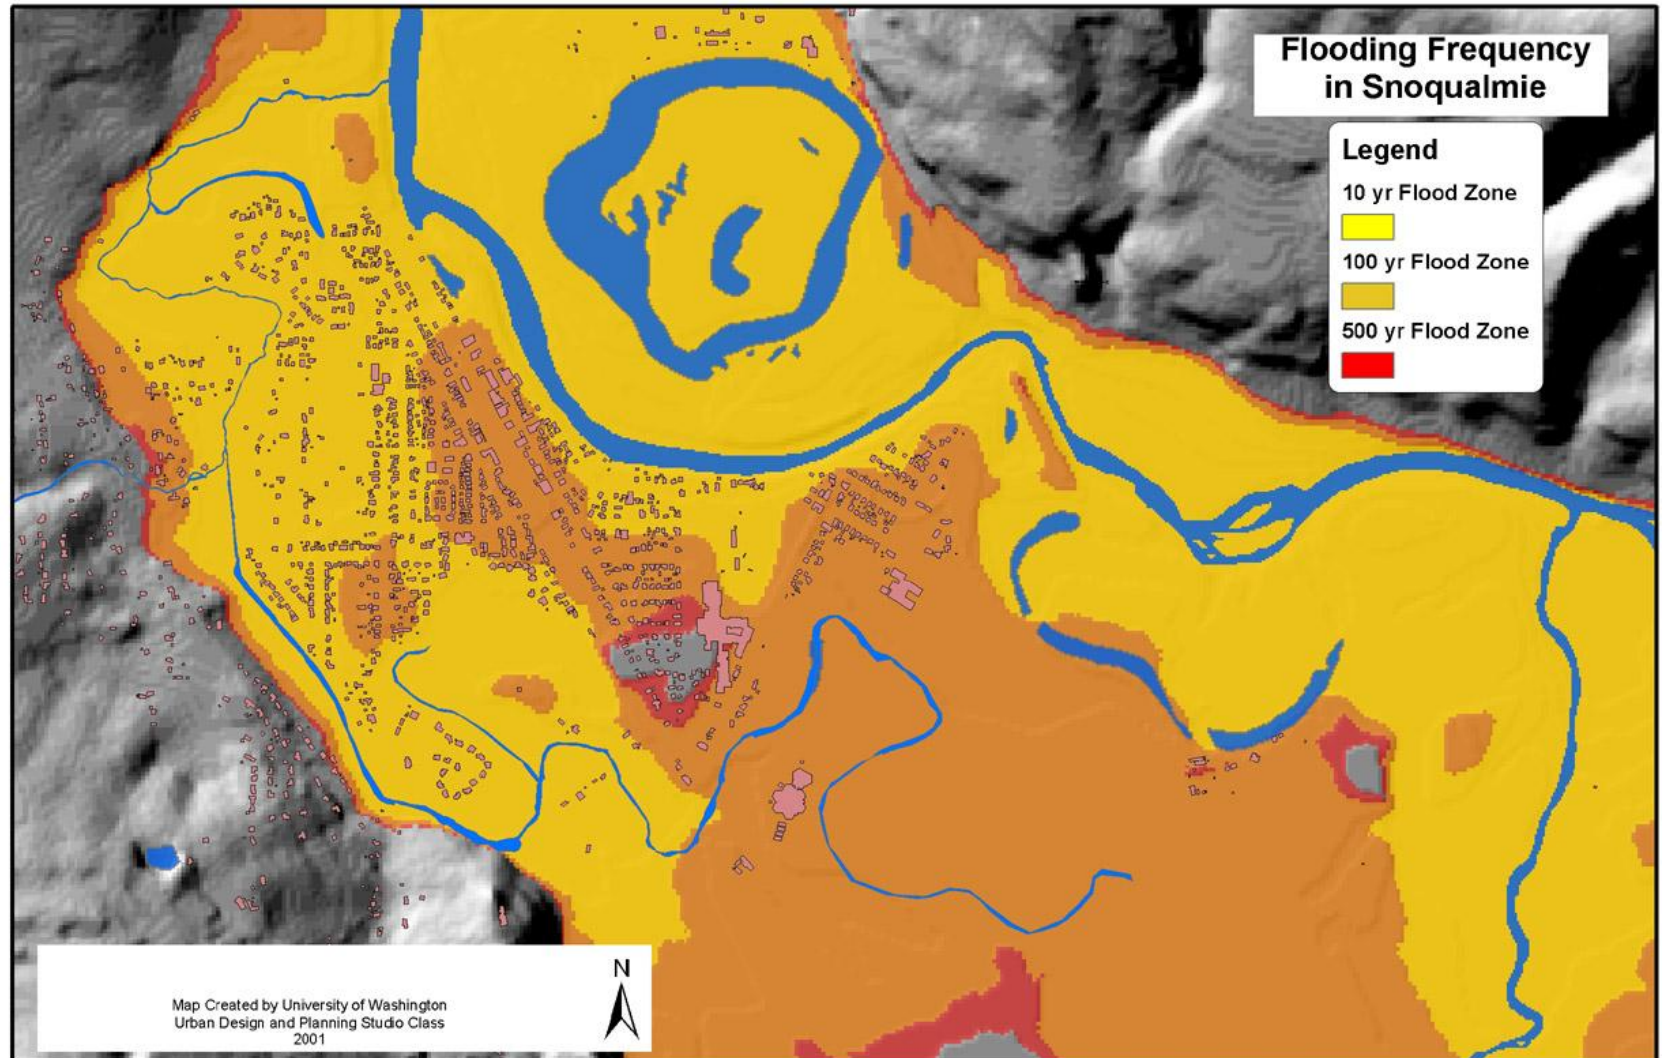 Flooding Frequency
in Snoqualmie
Legend
10 yr Flood Zone
100 yr Flood Zone
500 yr Flood Zone
N
Map Created by University of Washington
Urban Design and Planning Studio Class
2001